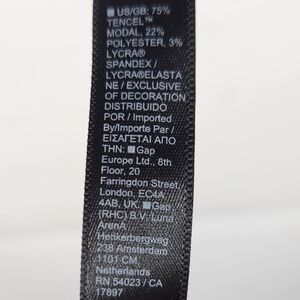 ■ US/GB: 75%
TENCEL™
MODAL, 22%
POLYESTER, 3%
LYCRA®
SPANDEX /
LYCRA®ELASTA
NE / EXCLUSIVE
OF DECORATION
DISTRIBUIDO
POR / Imported
By/Importe Par /
ΕΙΣΑΓΕΤΑΙ ΑΠΟ
ΤΗΝ: ■Gap
Europe Ltd., 8th
Floor, 20
Farringdon Street,
London, EC4A
4AB, UK. ■Gap
(RHC) B.V. Luna
ArenA
Herikerbergweg
238 Amsterdam
1101 CM
Netherlands
RN 54023 / CA
17897